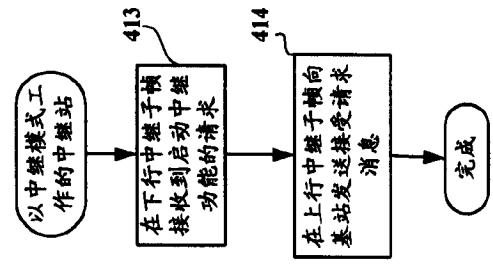 以中继模式工
作的中继站
413
在下行中继子帧
接收到启动中继
功能的请求
414
在上行中继子帧向
基站发送接受请求
消息
完成